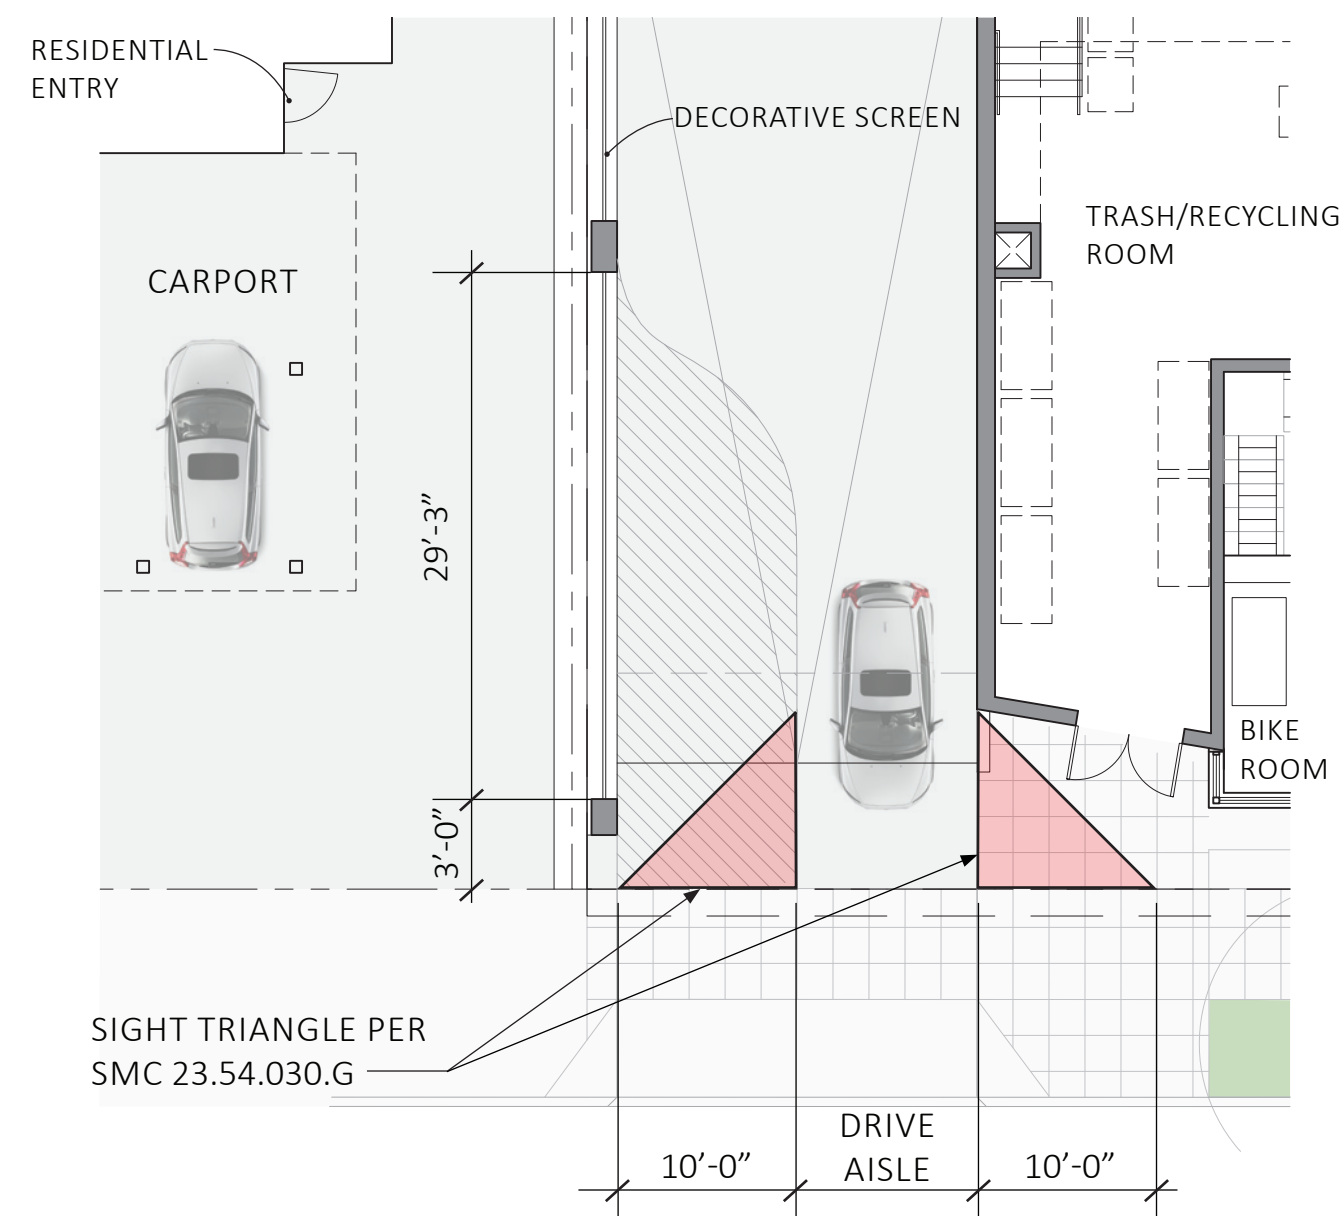 RESIDENTIAL
ENTRY
DECORATIVE SCREEN
TRASH/RECYCLING
ROOM
CARPORT
29’-3”
BIKE
ROOM
3’-0”
SIGHT TRIANGLE PER
SMC 23.54.030.G
DRIVE
AISLE
10’-0”
10’-0”